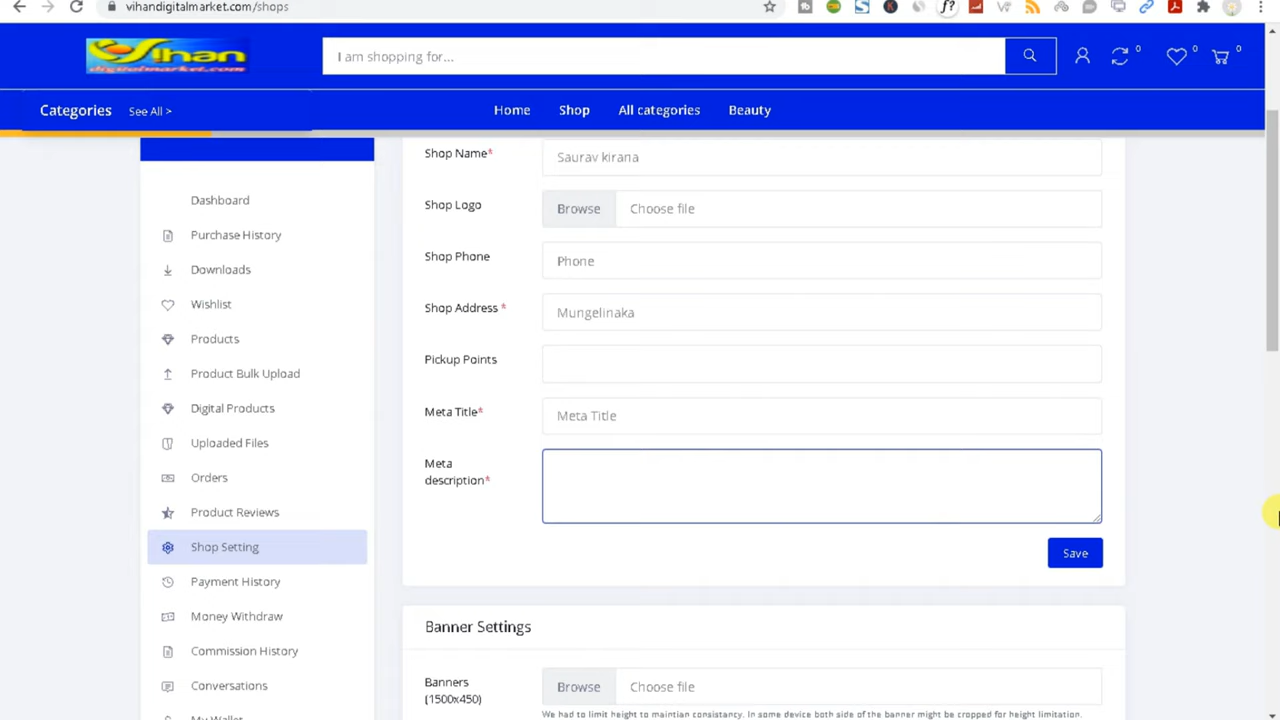 vihandigitalmarket.com/shops
Vihan
digitalmarket.com
I am shopping for...
0
0
0
Categories
See All >
Home
Shop
All categories
Beauty
Shop Name*
Saurav kirana
Shop Logo
Browse
Choose file
Shop Phone
Phone
Shop Address *
Mungelinaka
Pickup Points
Meta Title*
Meta Title
Meta
description*
Save
Dashboard
Purchase History
Downloads
Wishlist
Products
Product Bulk Upload
Digital Products
Uploaded Files
Orders
Product Reviews
Shop Setting
Payment History
Money Withdraw
Commission History
Conversations
My Wallet
Banner Settings
Banners
(1500x450)
Browse
Choose file
We had to limit height to maintian consistancy. In some device both side of the banner might be cropped for height limitation.